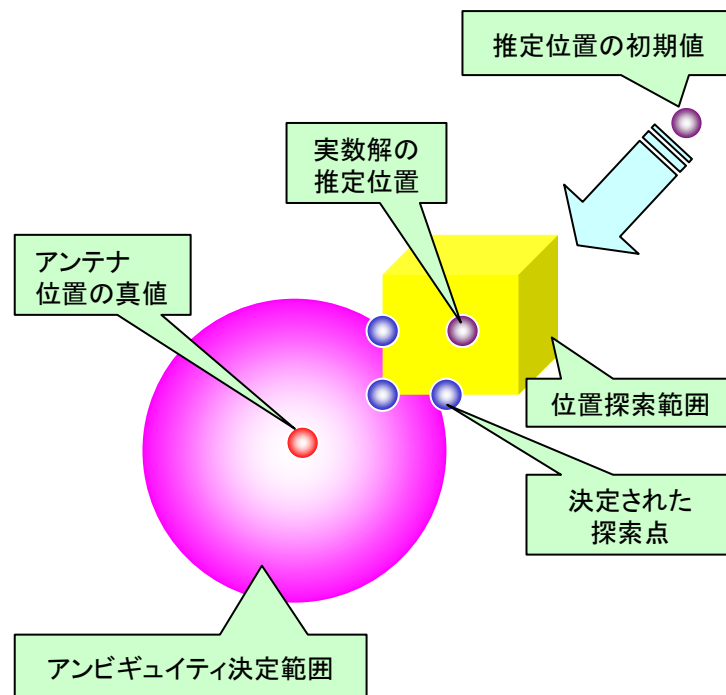 推定位置の初期値
実数解の
推定位置
アンテナ
位置の真値
位置探索範囲
決定された
探索点
アンビギュイティ決定範囲